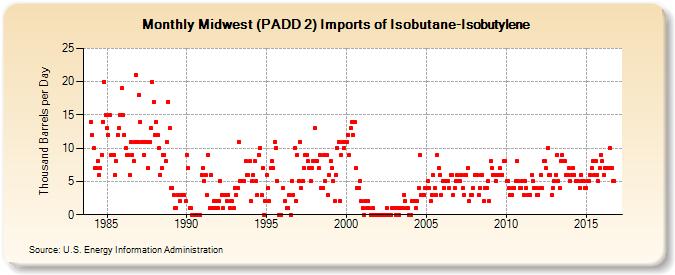 Monthly Midwest (PADD 2) Imports of Isobutane-Isobutylene
Thousand Barrels per Day
25
20
15
10
5
0
1985 1990 1995 2000 2005 2010 2015
Source: U.S. Energy Information Administration